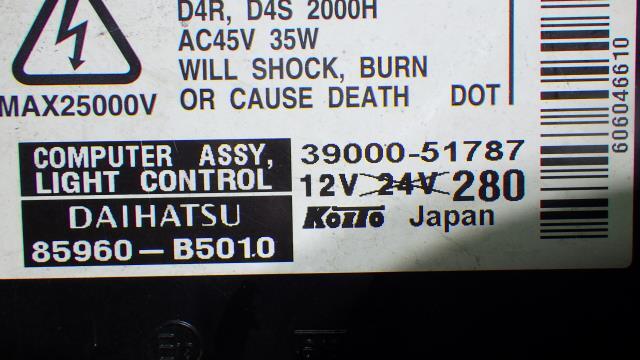 D4R, D4S 2000H
AC45V 35W
WILL SHOCK, BURN
OR CAUSE DEATH DOT
MAX25000V
COMPUTER ASSY,
LIGHT CONTROL
DAIHATSU
85960-B5010
39000-51787
12V 24V 280
KOITO Japan
606046610